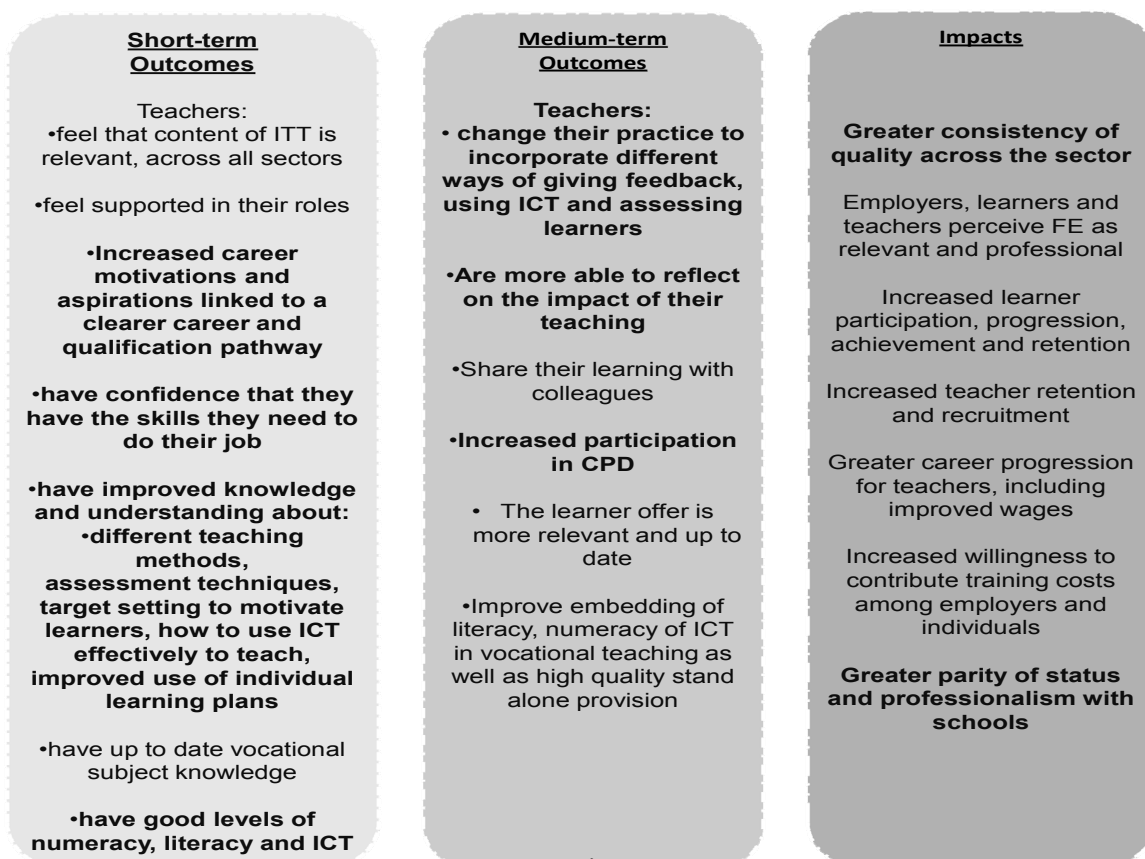 Short-term
Outcomes
Teachers:
•feel that content of ITT is
relevant, across all sectors
•feel supported in their roles
•Increased career
motivations and
aspirations linked to a
clearer career and
qualification pathway
•have confidence that they
have the skills they need to
do their job
•have improved knowledge
and understanding about:
•different teaching
methods,
assessment techniques,
target setting to motivate
learners, how to use ICT
effectively to teach,
improved use of individual
learning plans
•have up to date vocational
subject knowledge
•have good levels of
numeracy, literacy and ICT
Medium-term
Outcomes
Teachers:
• change their practice to
incorporate different
ways of giving feedback,
using ICT and assessing
learners
•Are more able to reflect
on the impact of their
teaching
•Share their learning with
colleagues
•Increased participation
in CPD
• The learner offer is
more relevant and up to
date
•Improve embedding of
literacy, numeracy of ICT
in vocational teaching as
well as high quality stand
alone provision
Impacts
Greater consistency of
quality across the sector
Employers, learners and
teachers perceive FE as
relevant and professional
Increased learner
participation, progression,
achievement and retention
Increased teacher retention
and recruitment
Greater career progression
for teachers, including
improved wages
Increased willingness to
contribute training costs
among employers and
individuals
Greater parity of status
and professionalism with
schools